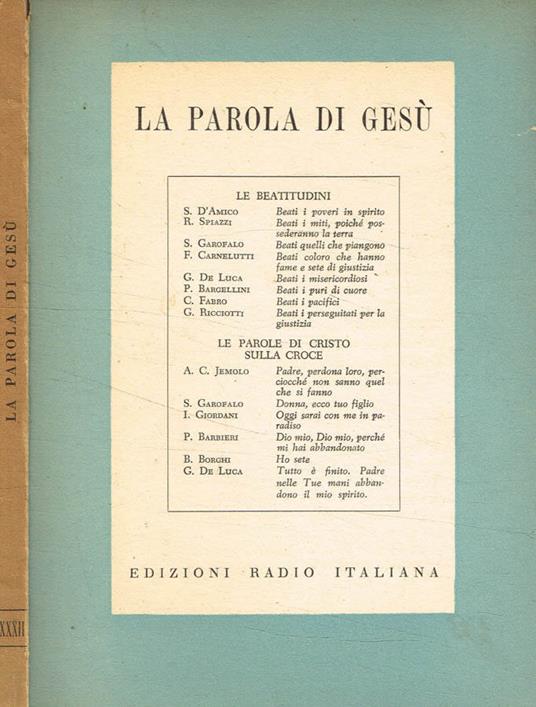 LA PAROLA DI GESÙ
LE BEATITUDINI
S. D'AMICO Beati i poveri in spirito
R. SPIAZZI Beati i miti, poiché pos-
sederanno la terra
S. GAROFALO Beati quelli che piangono
F. CARNELUTTI Beati coloro che hanno
fame e sete di giustizia
G. DE LUCA Beati i misericordiosi
P. BARGELLINI Beati i puri di cuore
C. FABRO Beati i pacifici
G. RICCIOTTI Beati i perseguitati per la
giustizia
LE PAROLE DI CRISTO
SULLA CROCE
A. C. JEMOLO Padre, perdona loro, per-
ciocché non sanno quel
che si fanno
S. GAROFALO Donna, ecco tuo figlio
I. GIORDANI Oggi sarai con me in pa-
radiso
P. BARBIERI Dio mio, Dio mio, perché
mi hai abbandonato
B. BORGHI Ho sete
G. DE LUCA Tutto è finito. Padre
nelle Tue mani abban-
dono il mio spirito.
EDIZIONI RADIO ITALIANA
LA PAROLA DI GESÙ
XXXII